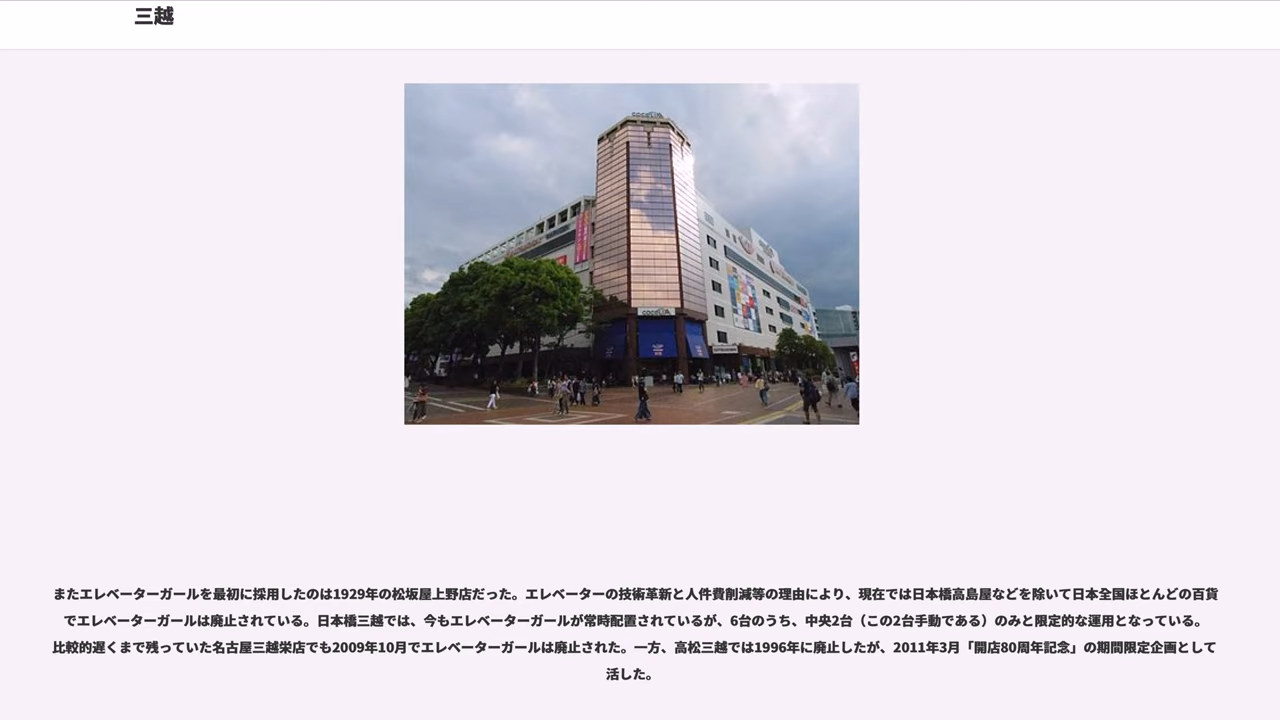 三越
cocoLA
cocoLA
またエレベーターガールを最初に採用したのは1929年の松坂屋上野店だった。エレベーターの技術革新と人件費削減等の理由により、現在では日本橋高島屋などを除いて日本全国ほとんどの百貨
でエレベーターガールは廃止されている。日本橋三越では、今もエレベーターガールが常時配置されているが、6台のうち、中央2台（この2台手動である）のみと限定的な運用となっている。
比較的遅くまで残っていた名古屋三越栄店でも2009年10月でエレベーターガールは廃止された。一方、高松三越では1996年に廃止したが、2011年3月「開店80周年記念」の期間限定企画として
活した。